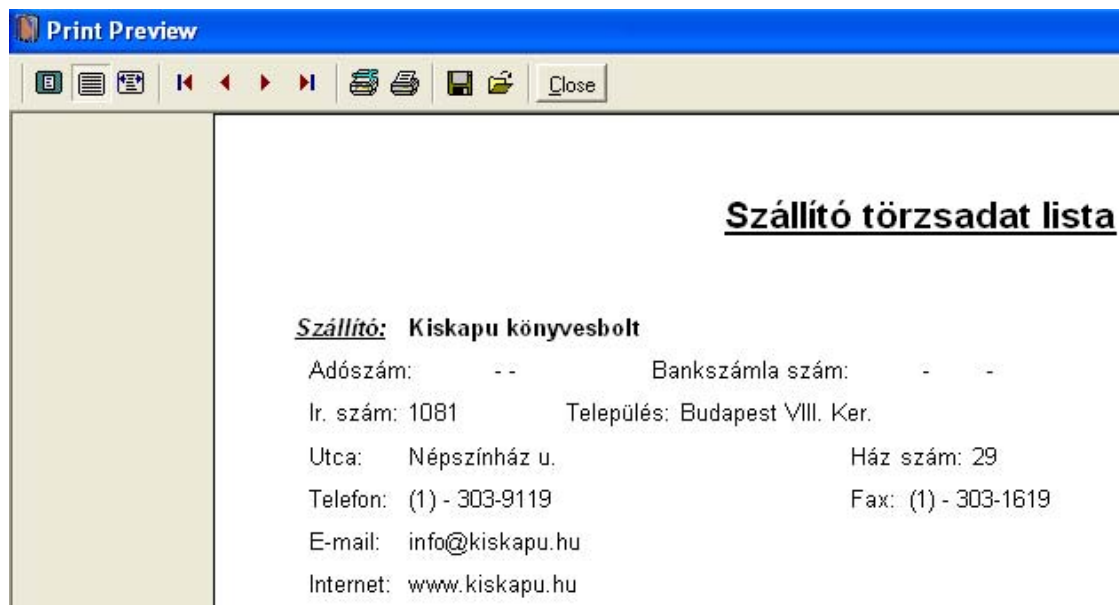 Print Preview
Close
Szállító törzsadat lista
Szállító: Kiskapu könyvesbolt
Adószám: - - Bankszámla szám: - -
Ir. szám: 1081 Település: Budapest VIII. Ker.
Utca: Népszínház u. Ház szám: 29
Telefon: (1) - 303-9119 Fax: (1) - 303-1619
E-mail: info@kiskapu.hu
Internet: www.kiskapu.hu